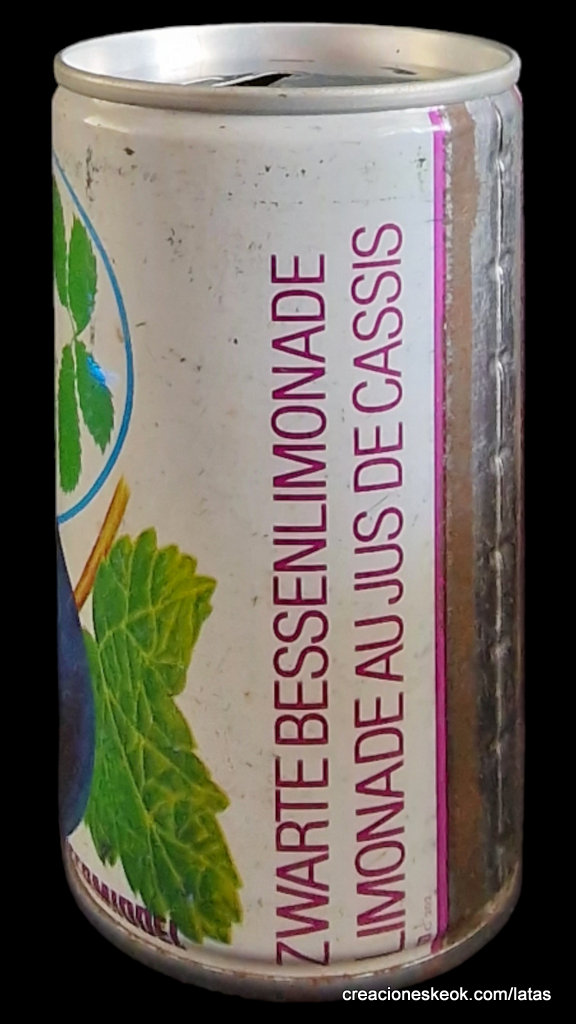 ZWARTE BESSENLIMONADE
LIMONADE AU JUS DE CASSIS
creacioneskeok.com/latas